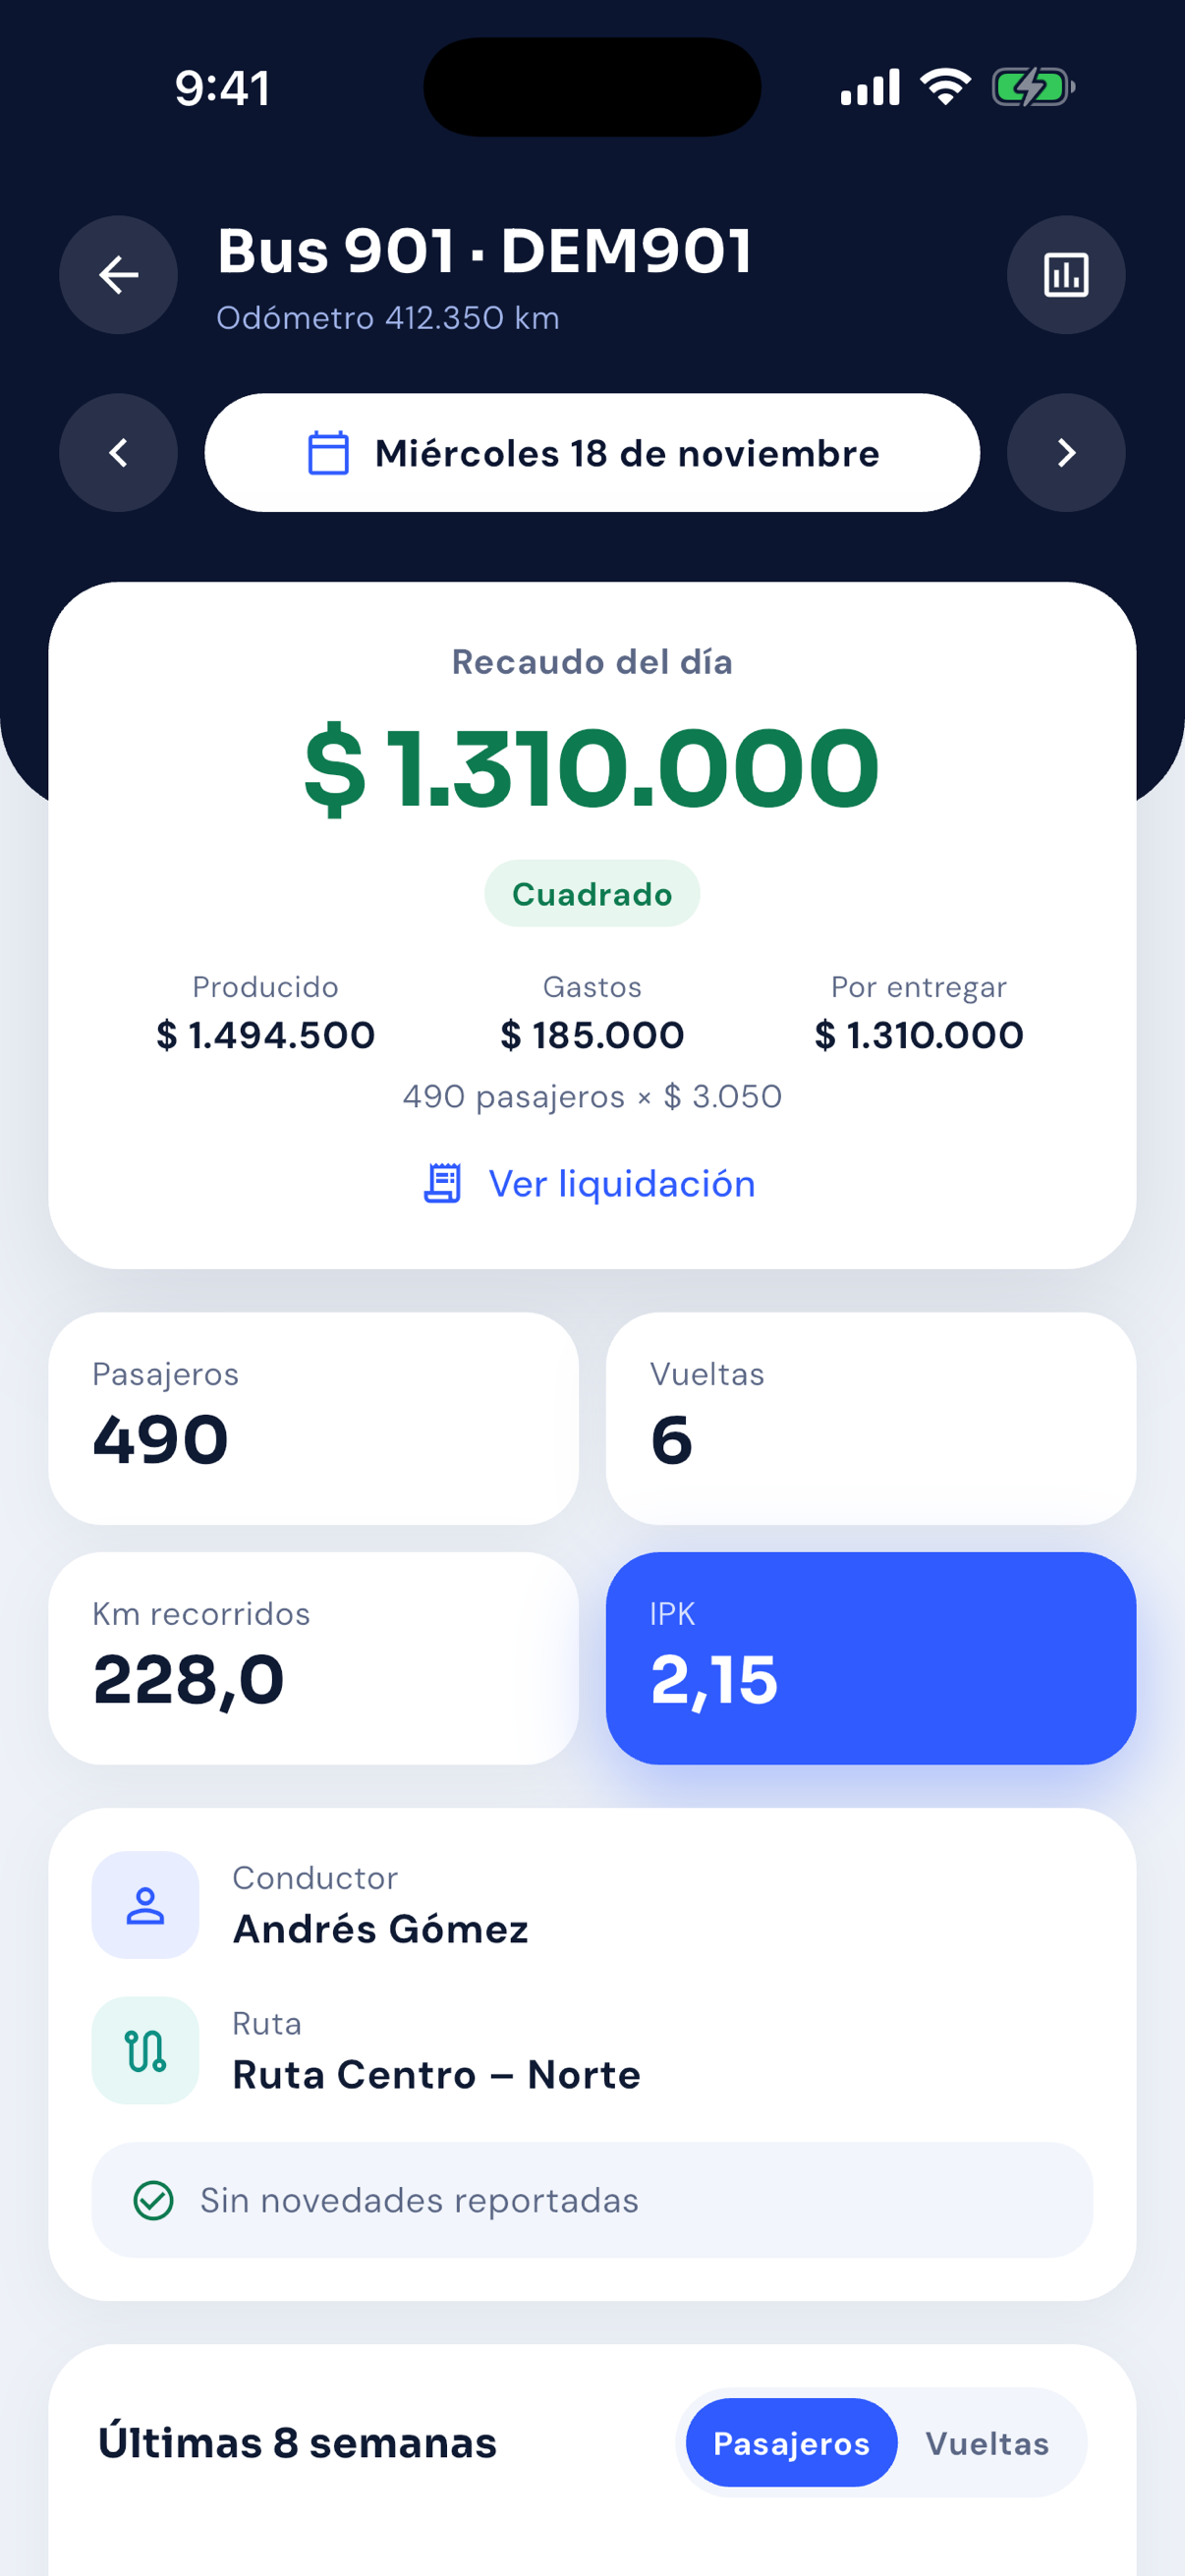 9:41
Bus 901 · DEM901
Odómetro 412.350 km
Miércoles 18 de noviembre
Recaudo del día
$ 1.310.000
Cuadrado
Producido Gastos Por entregar
$ 1.494.500 $ 185.000 $ 1.310.000
490 pasajeros × $ 3.050
Ver liquidación
Pasajeros Vueltas
490 6
Km recorridos IPK
228,0 2,15
Conductor
Andrés Gómez
Ruta
Ruta Centro – Norte
Sin novedades reportadas
Últimas 8 semanas Pasajeros Vueltas